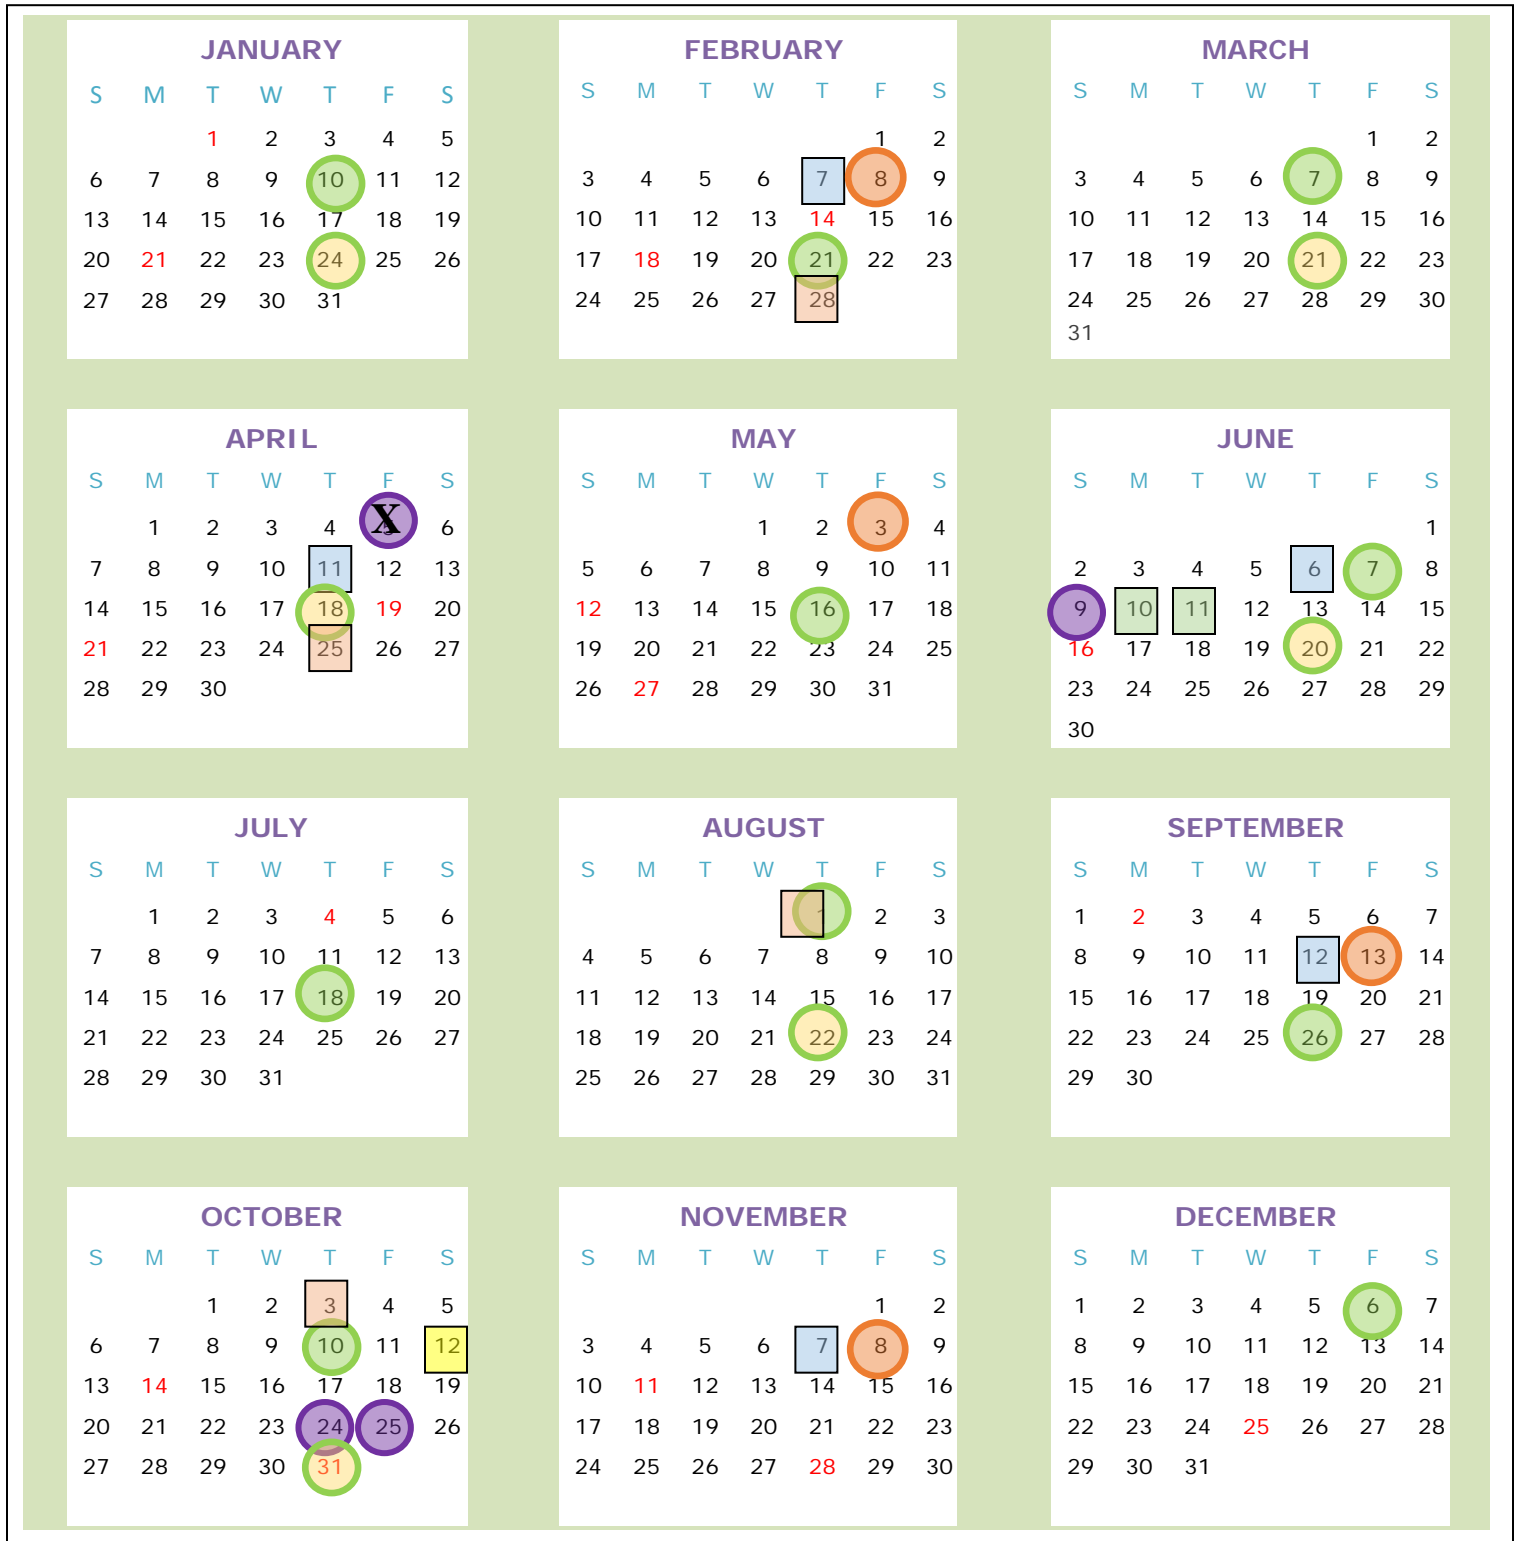 JANUARY
S M T W T F S
1 2 3 4 5
6 7 8 9 10 11 12
13 14 15 16 17 18 19
20 21 22 23 24 25 26
27 28 29 30 31
FEBRUARY
S M T W T F S
1 2
3 4 5 6 7 8 9
10 11 12 13 14 15 16
17 18 19 20 21 22 23
24 25 26 27 28
MARCH
S M T W T F S
1 2
3 4 5 6 7 8 9
10 11 12 13 14 15 16
17 18 19 20 21 22 23
24 25 26 27 28 29 30
31
APRIL
S M T W T F S
1 2 3 4 X 6
7 8 9 10 11 12 13
14 15 16 17 18 19 20
21 22 23 24 25 26 27
28 29 30
MAY
S M T W T F S
1 2 3 4
5 6 7 8 9 10 11
12 13 14 15 16 17 18
19 20 21 22 23 24 25
26 27 28 29 30 31
JUNE
S M T W T F S
1
2 3 4 5 6 7 8
9 10 11 12 13 14 15
16 17 18 19 20 21 22
23 24 25 26 27 28 29
30
JULY
S M T W T F S
1 2 3 4 5 6
7 8 9 10 11 12 13
14 15 16 17 18 19 20
21 22 23 24 25 26 27
28 29 30 31
AUGUST
S M T W T F S
1 2 3
4 5 6 7 8 9 10
11 12 13 14 15 16 17
18 19 20 21 22 23 24
25 26 27 28 29 30 31
SEPTEMBER
S M T W T F S
1 2 3 4 5 6 7
8 9 10 11 12 13 14
15 16 17 18 19 20 21
22 23 24 25 26 27 28
29 30
OCTOBER
S M T W T F S
1 2 3 4 5
6 7 8 9 10 11 12
13 14 15 16 17 18 19
20 21 22 23 24 25 26
27 28 29 30 31
NOVEMBER
S M T W T F S
1 2
3 4 5 6 7 8 9
10 11 12 13 14 15 16
17 18 19 20 21 22 23
24 25 26 27 28 29 30
DECEMBER
S M T W T F S
1 2 3 4 5 6 7
8 9 10 11 12 13 14
15 16 17 18 19 20 21
22 23 24 25 26 27 28
29 30 31